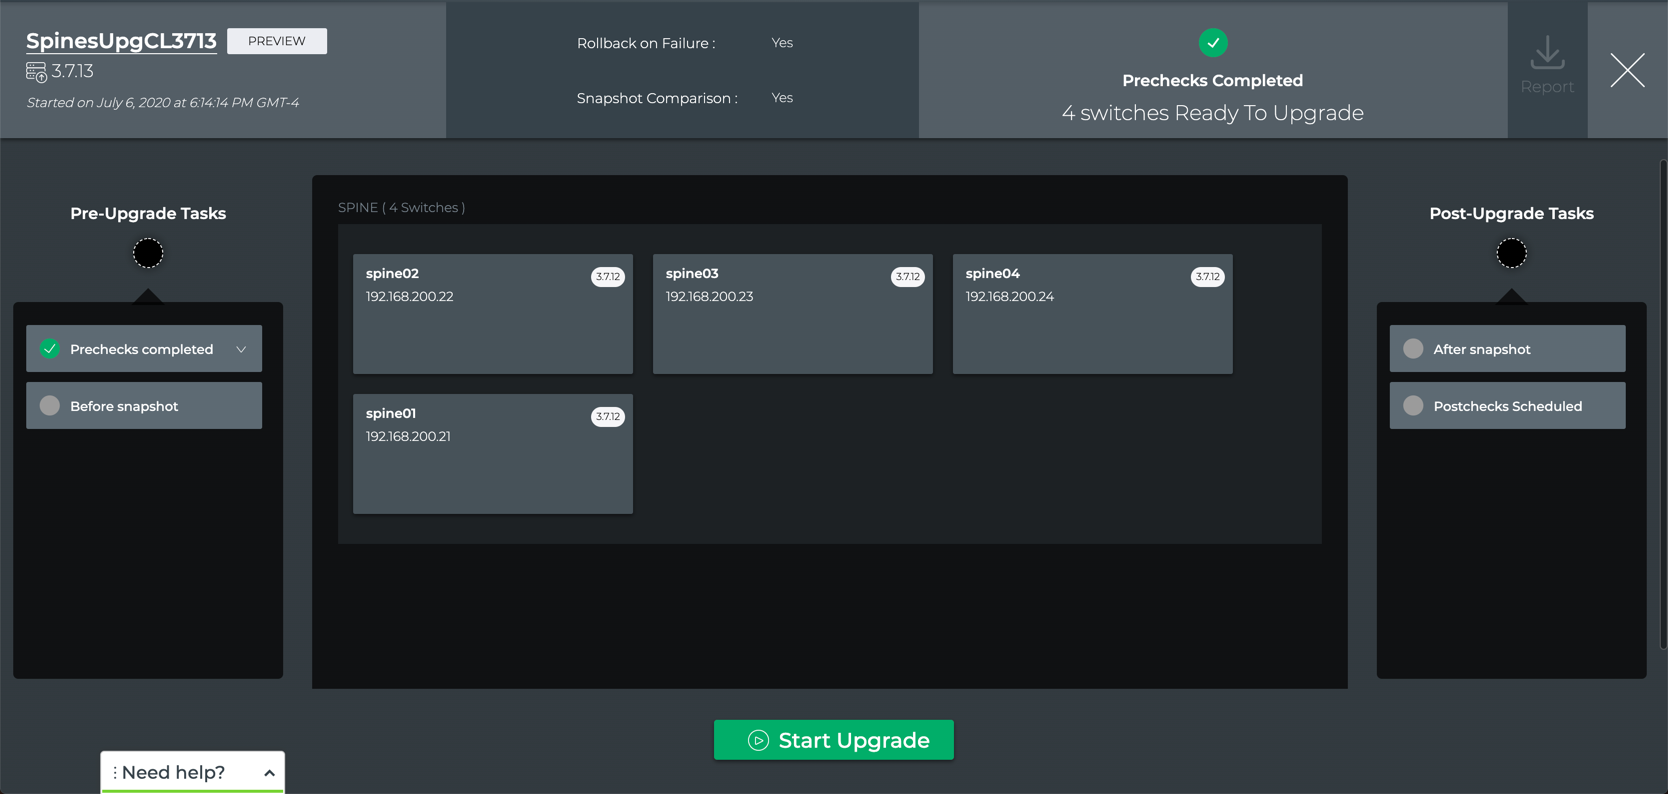 SpinesUpgCL3713
PREVIEW
3.7.13
Started on July 6, 2020 at 6:14:14 PM GMT-4
Rollback on Failure : Yes
Snapshot Comparison : Yes
Prechecks Completed
4 switches Ready To Upgrade
Report
Pre-Upgrade Tasks
Prechecks completed
Before snapshot
SPINE ( 4 Switches )
spine02
3.7.12
192.168.200.22
spine03
3.7.12
192.168.200.23
spine04
3.7.12
192.168.200.24
spine01
3.7.12
192.168.200.21
Post-Upgrade Tasks
After snapshot
Postchecks Scheduled
Start Upgrade
Need help?